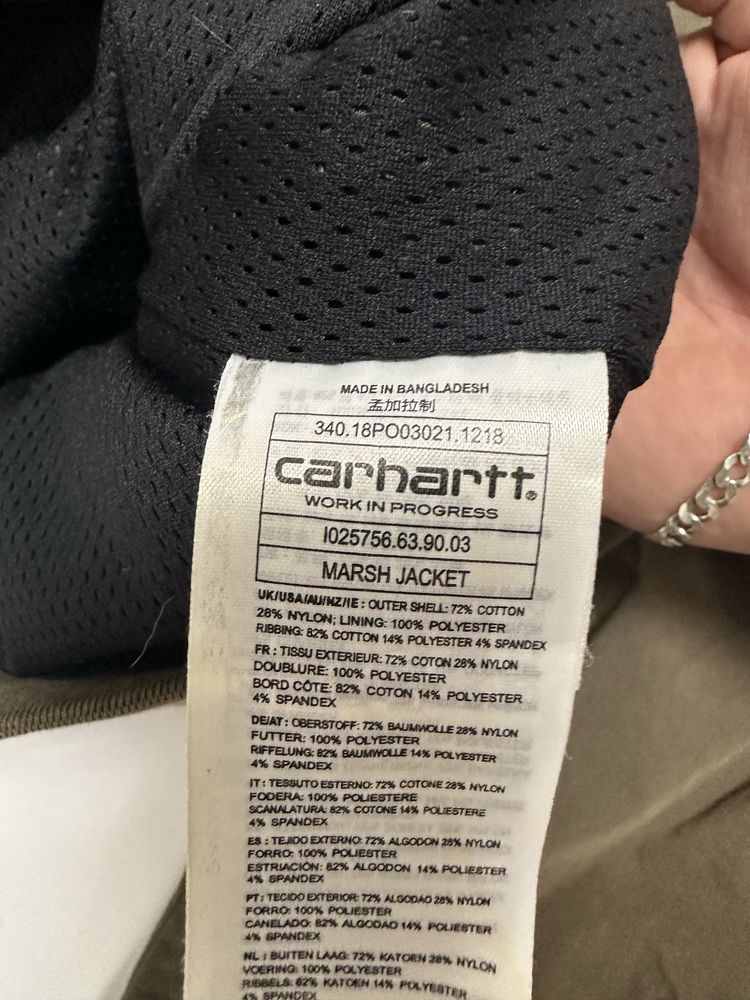 MADE IN BANGLADESH
孟加拉制
340.18PO03021.1218
carhartt®
WORK IN PROGRESS
I025756.63.90.03
MARSH JACKET
UK/USA/AU/NZ/IE : OUTER SHELL: 72% COTTON
28% NYLON; LINING: 100% POLYESTER
RIBBING: 82% COTTON 14% POLYESTER 4% SPANDEX
FR : TISSU EXTERIEUR: 72% COTON 28% NYLON
DOUBLURE: 100% POLYESTER
BORD CÔTE: 82% COTON 14% POLYESTER
4% SPANDEX
DE/AT : OBERSTOFF: 72% BAUMWOLLE 28% NYLON
FUTTER: 100% POLYESTER
RIFFELUNG: 82% BAUMWOLLE 14% POLYESTER
4% SPANDEX
IT : TESSUTO ESTERNO: 72% COTONE 28% NYLON
FODERA: 100% POLIESTERE
SCANALATURA: 82% COTONE 14% POLIESTERE
4% SPANDEX
ES : TEJIDO EXTERNO: 72% ALGODON 28% NYLON
FORRO: 100% POLIESTER
ESTRIACIÓN: 82% ALGODON 14% POLIESTER
4% SPANDEX
PT : TECIDO EXTERIOR: 72% ALGODAO 28% NYLON
FORRO: 100% POLIESTER
CANELADO: 82% ALGODAO 14% POLIESTER
4% SPANDEX
NL : BUITEN LAAG: 72% KATOEN 28% NYLON
VOERING: 100% POLYESTER
RIBBELS: 82% KATOEN 14% POLYESTER
4% SPANDEX